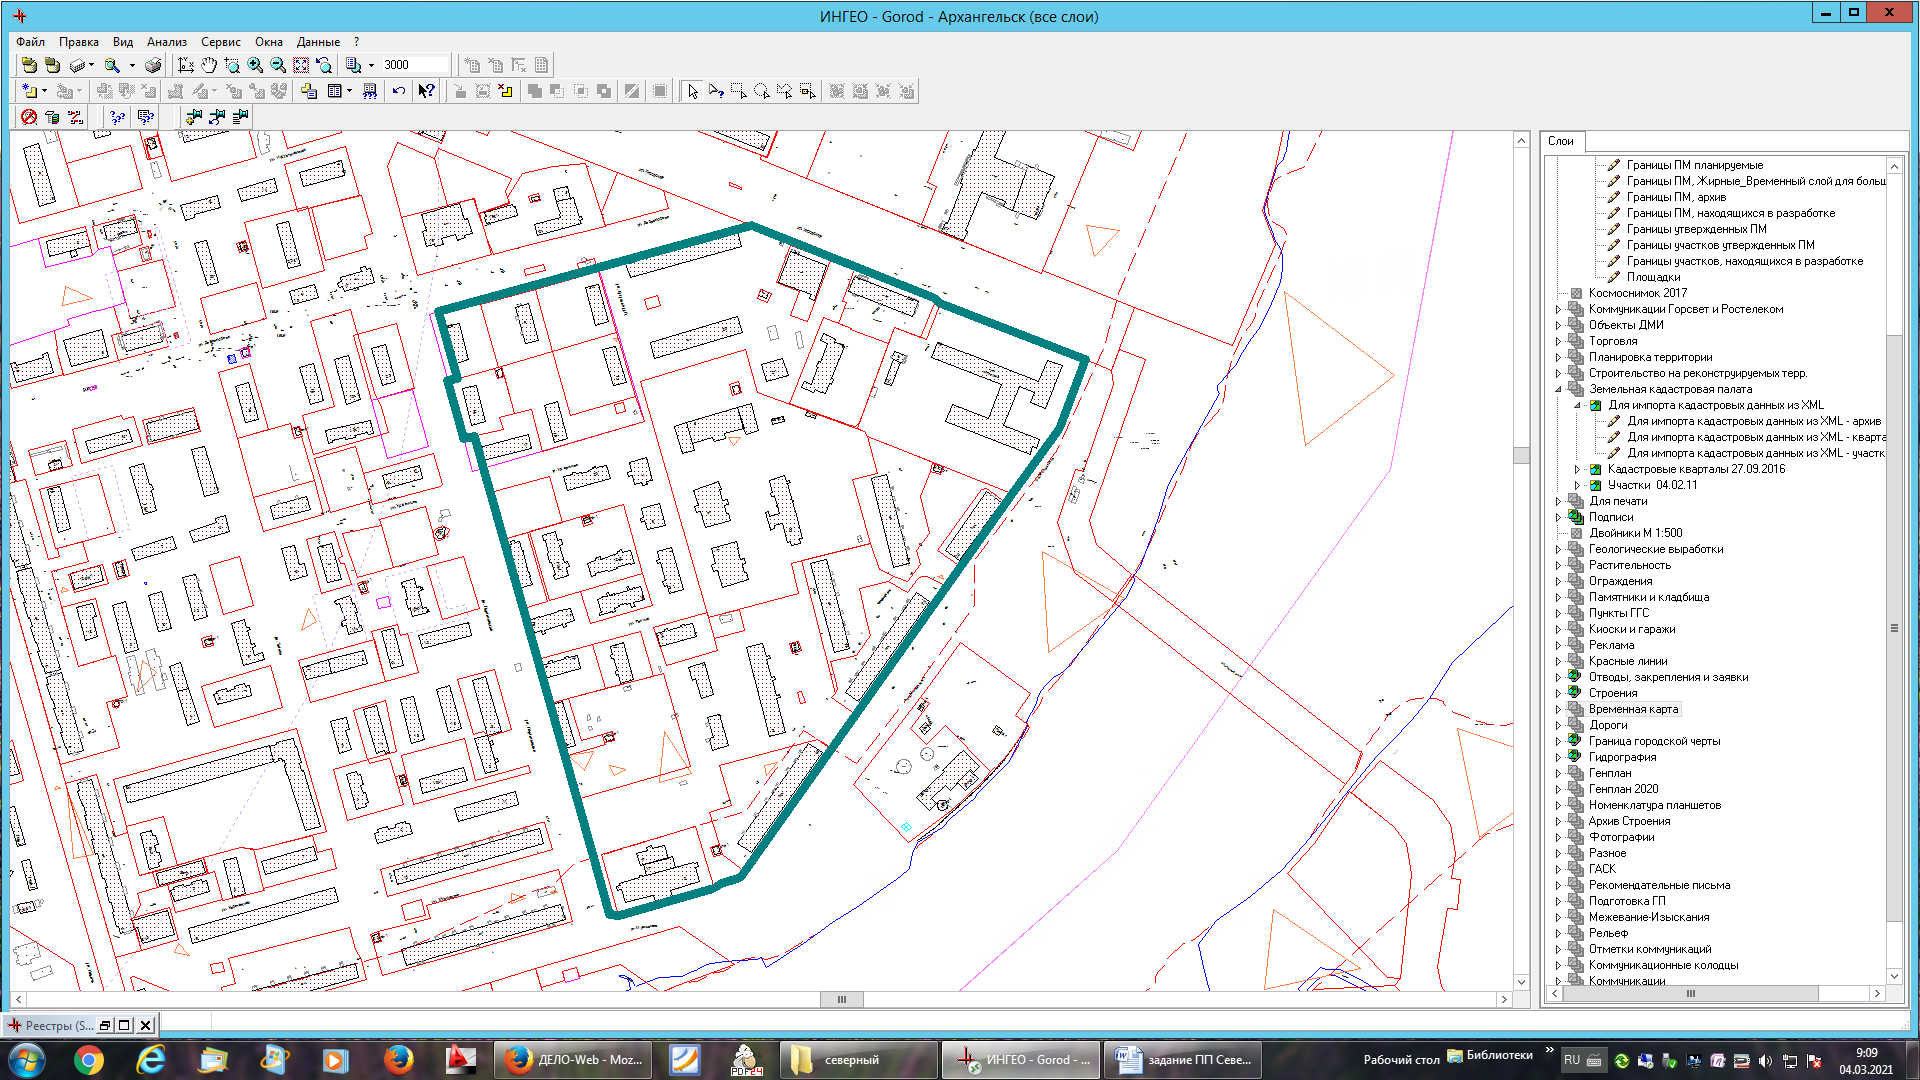 ИНГЕО - Gorod - Архангельск (все слои)
Файл Правка Вид Анализ Сервис Окна Данные ?
3000
Слои
Границы ПМ планируемые
Границы ПМ, Жирные_Временный слой для больш
Границы ПМ, архив
Границы ПМ, находящихся в разработке
Границы утвержденных ПМ
Границы участков утвержденных ПМ
Границы участков, находящихся в разработке
Площадки
Космоснимок 2017
Коммуникации Горсвет и Ростелеком
Объекты ДМИ
Торговля
Планировка территории
Строительство на реконструируемых терр.
Земельная кадастровая палата
Для импорта кадастровых данных из XML
Для импорта кадастровых данных из XML - архив
Для импорта кадастровых данных из XML - кварта
Для импорта кадастровых данных из XML - участк
Кадастровые кварталы 27.09.2016
Участки 04.02.11
Для печати
Подписи
Двойники М 1:500
Геологические выработки
Растительность
Ограждения
Памятники и кладбища
Пункты ГГС
Киоски и гаражи
Реклама
Красные линии
Отводы, закрепления и заявки
Строения
Временная карта
Дороги
Граница городской черты
Гидрография
Генплан
Генплан 2020
Номенклатура планшетов
Архив Строения
Фотографии
Разное
ГАСК
Рекомендательные письма
Подготовка ГП
Межевание-Изыскания
Рельеф
Отметки коммуникаций
Коммуникационные колодцы
Коммуникации
Реестры (S...
ДЕЛО-Web - Moz...
PDF24
северный
ИНГЕО - Gorod - ...
задание ПП Севе...
Рабочий стол
Библиотеки
»
RU
9:09
04.03.2021